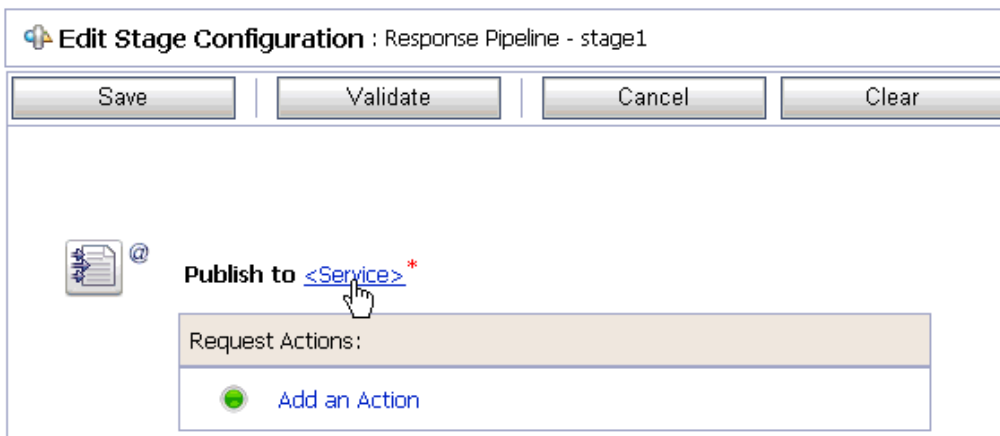 Edit Stage Configuration : Response Pipeline - stage1
Save Validate Cancel Clear
@
Publish to <Service>*
Request Actions:
Add an Action